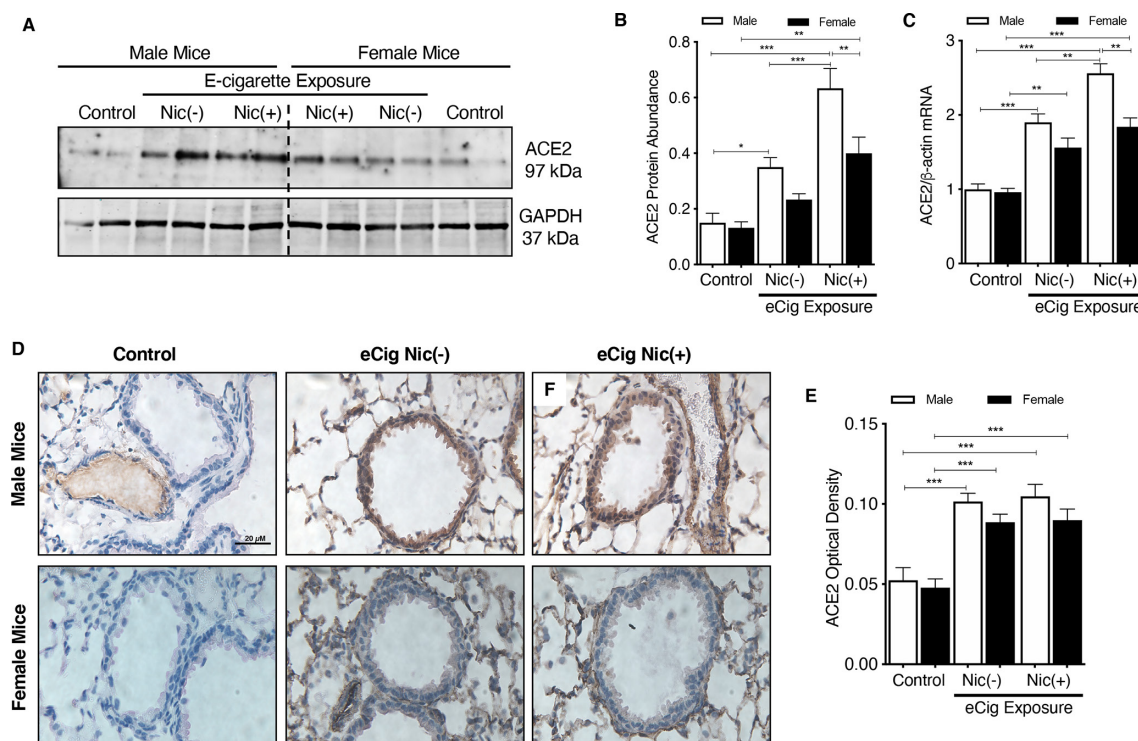 A
Male Mice Female Mice
E-cigarette Exposure
Control Nic(-) Nic(+) Nic(+) Nic(-) Control
ACE2
97 kDa
GAPDH
37 kDa
B
Male Female
ACE2 Protein Abundance
0.8
0.6
0.4
0.2
0.0
** 
*** **
***
*
Control Nic(-) Nic(+)
eCig Exposure
C
Male Female
ACE2/β-actin mRNA
3
2
1
0
***
*** **
**
**
***
Control Nic(-) Nic(+)
eCig Exposure
D
Control eCig Nic(-) eCig Nic(+)
Male Mice
F
20 µM
Female Mice
E
Male Female
ACE2 Optical Density
0.15
0.10
0.05
0.00
***
***
***
***
Control Nic(-) Nic(+)
eCig Exposure